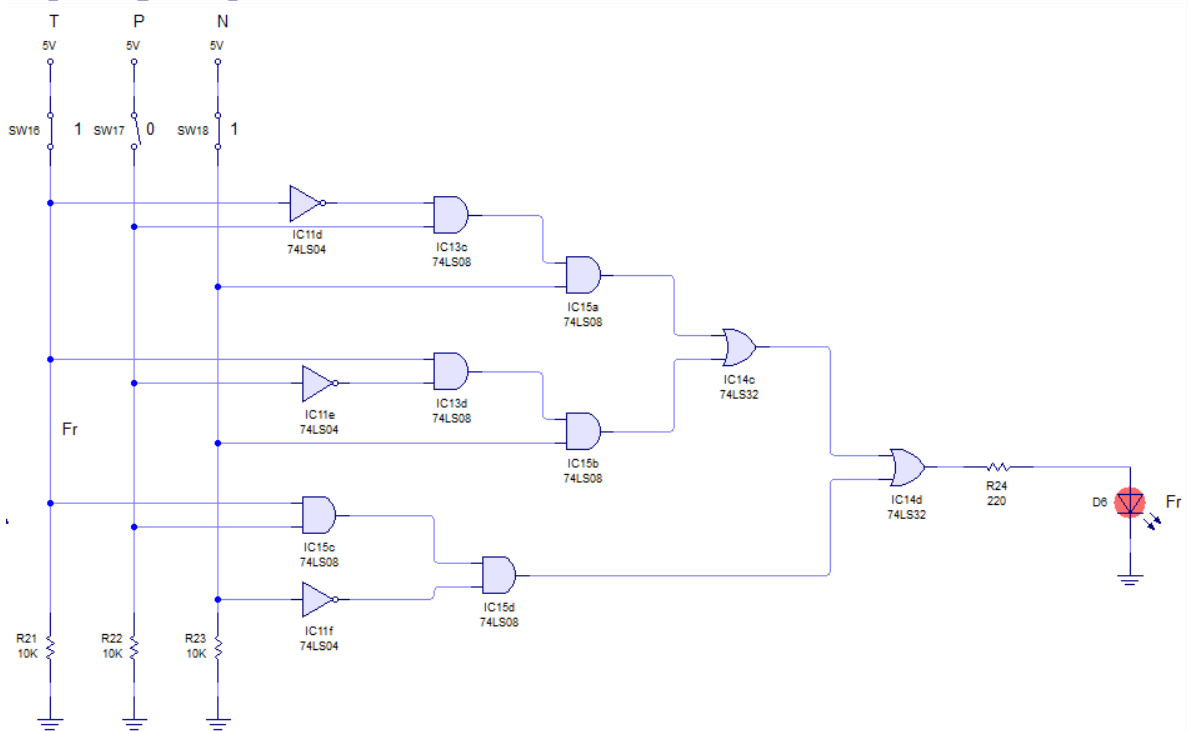 T P N
5V 5V 5V
SW16 1 SW17 0 SW18 1
IC11d
74LS04
IC13c
74LS08
IC15a
74LS08
IC14c
74LS32
IC11e
74LS04
IC13d
74LS08
Fr
IC15b
74LS08
IC14d
74LS32
R24
220
D6 Fr
IC15c
74LS08
IC15d
74LS08
IC11f
74LS04
R21
10K
R22
10K
R23
10K